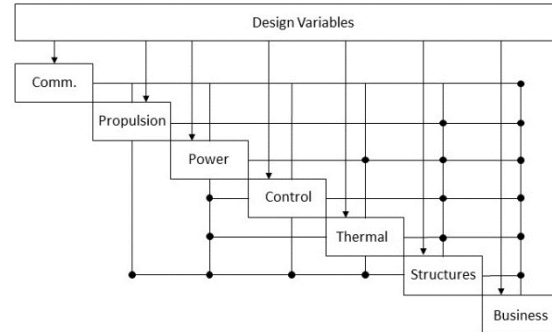 Design Variables
Comm.
Propulsion
Power
Control
Thermal
Structures
Business